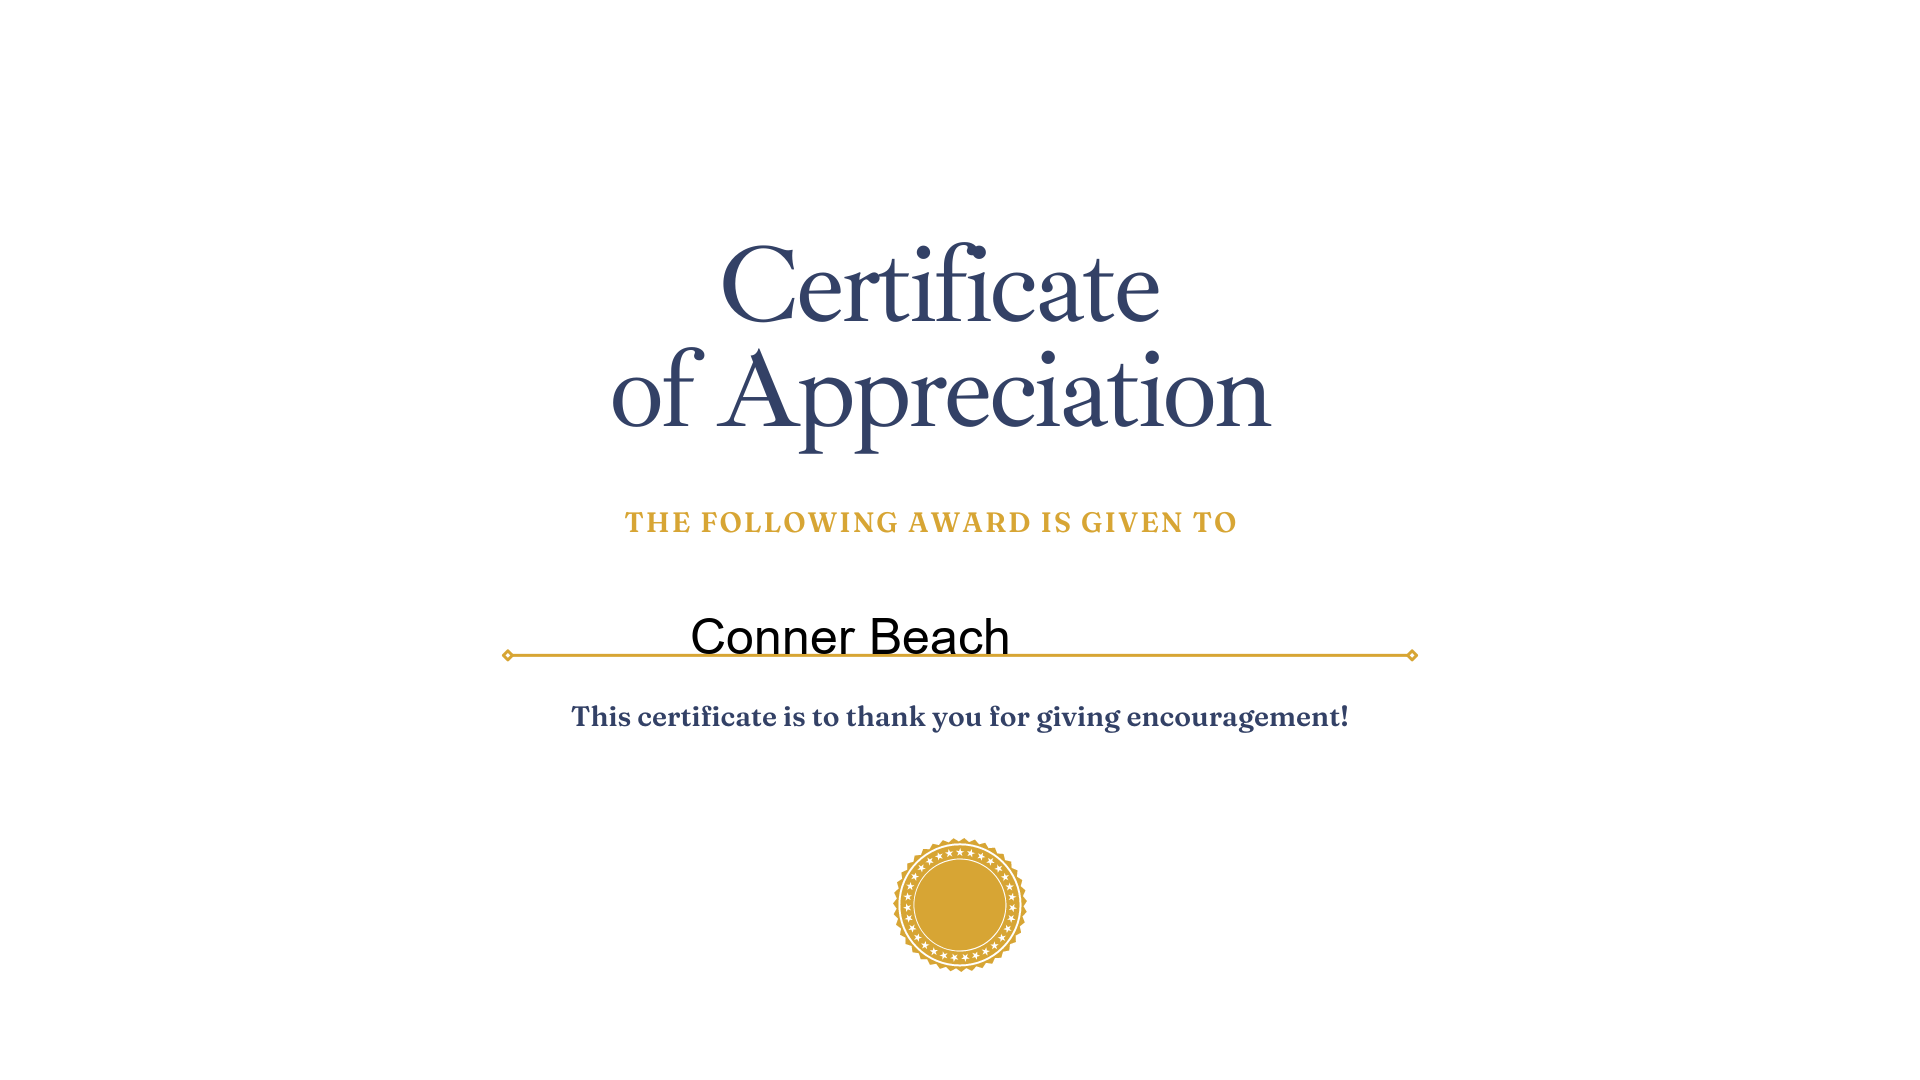 Certificate
of Appreciation
THE FOLLOWING AWARD IS GIVEN TO
Conner Beach
This certificate is to thank you for giving encouragement!